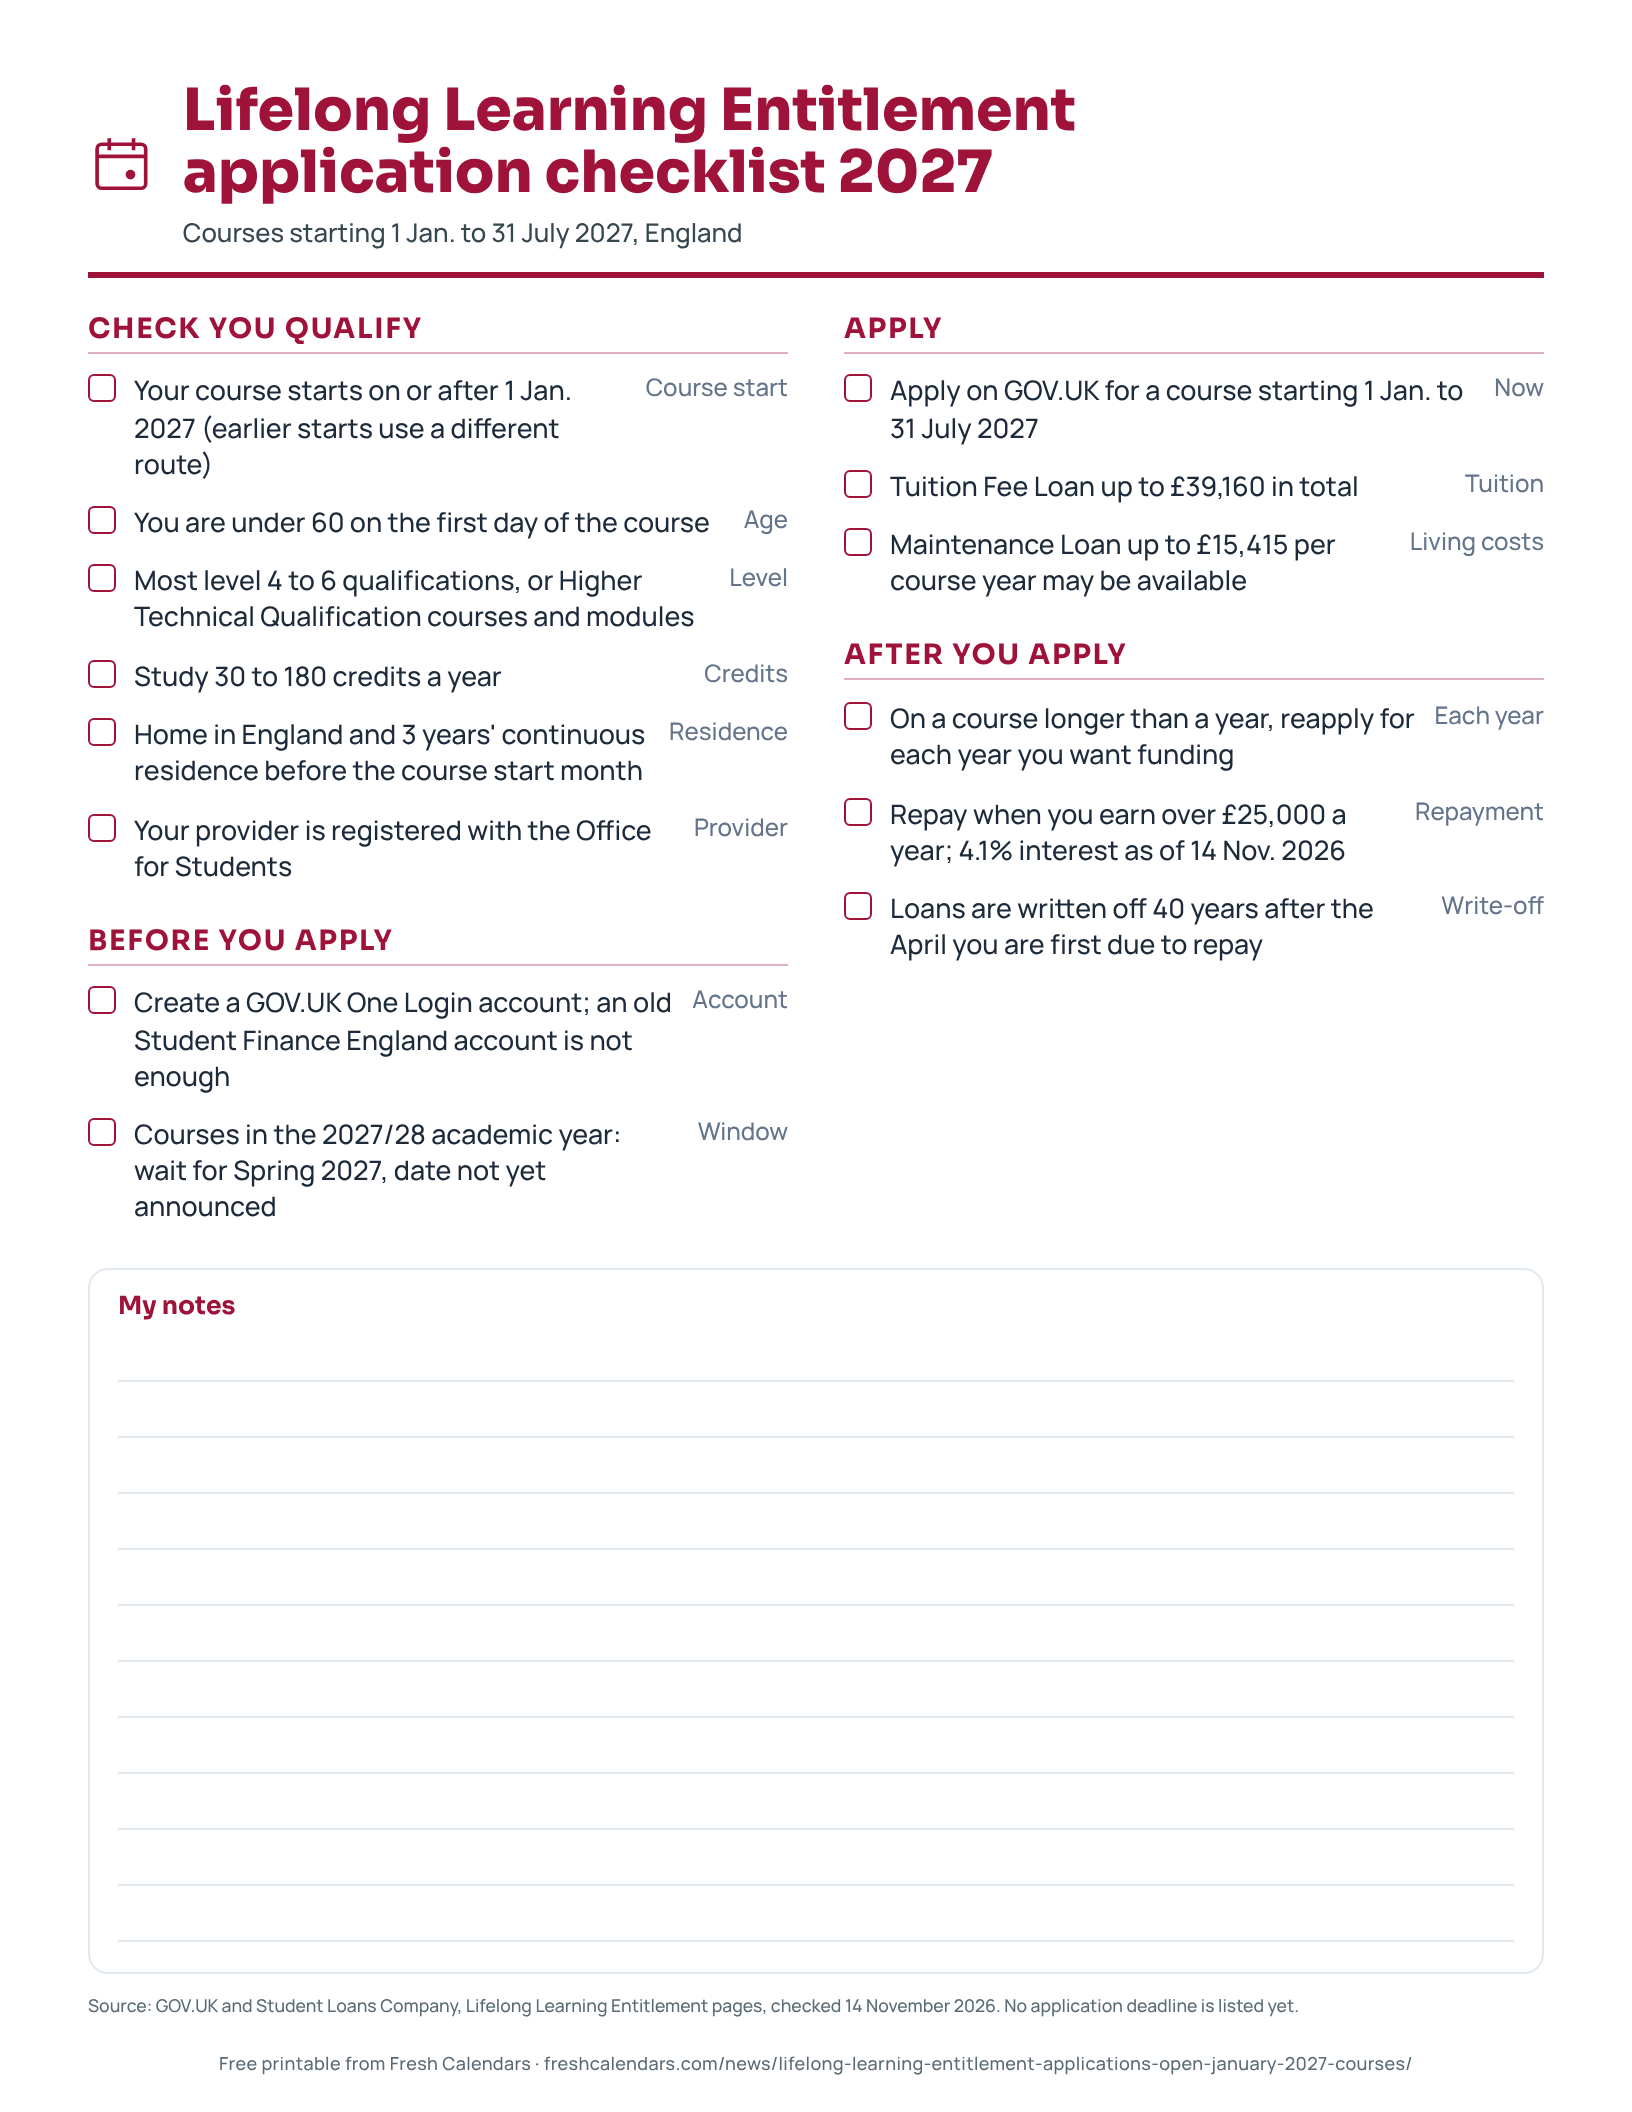 Lifelong Learning Entitlement
application checklist 2027
Courses starting 1 Jan. to 31 July 2027, England
CHECK YOU QUALIFY
Your course starts on or after 1 Jan. Course start
2027 (earlier starts use a different
route)
You are under 60 on the first day of the course Age
Most level 4 to 6 qualifications, or Higher Level
Technical Qualification courses and modules
Study 30 to 180 credits a year Credits
Home in England and 3 years' continuous Residence
residence before the course start month
Your provider is registered with the Office Provider
for Students
BEFORE YOU APPLY
Create a GOV.UK One Login account; an old Account
Student Finance England account is not
enough
Courses in the 2027/28 academic year: Window
wait for Spring 2027, date not yet
announced
APPLY
Apply on GOV.UK for a course starting 1 Jan. to Now
31 July 2027
Tuition Fee Loan up to £39,160 in total Tuition
Maintenance Loan up to £15,415 per Living costs
course year may be available
AFTER YOU APPLY
On a course longer than a year, reapply for Each year
each year you want funding
Repay when you earn over £25,000 a Repayment
year; 4.1% interest as of 14 Nov. 2026
Loans are written off 40 years after the Write-off
April you are first due to repay
My notes
Source: GOV.UK and Student Loans Company, Lifelong Learning Entitlement pages, checked 14 November 2026. No application deadline is listed yet.
Free printable from Fresh Calendars · freshcalendars.com/news/lifelong-learning-entitlement-applications-open-january-2027-courses/